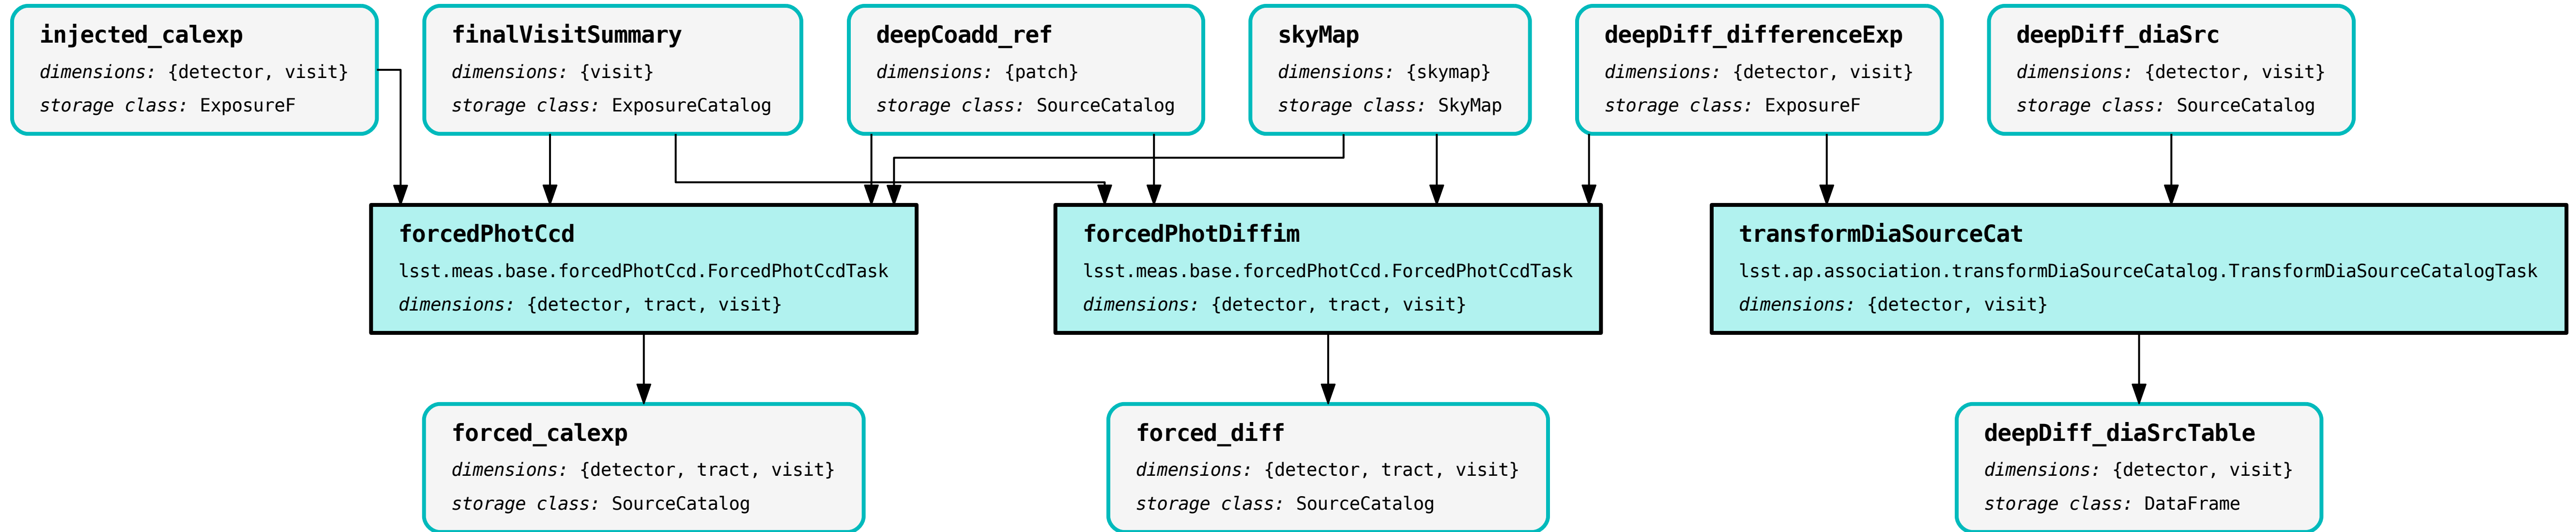 injected_calexp
dimensions: {detector, visit}
storage class: ExposureF
finalVisitSummary
dimensions: {visit}
storage class: ExposureCatalog
deepCoadd_ref
dimensions: {patch}
storage class: SourceCatalog
skyMap
dimensions: {skymap}
storage class: SkyMap
deepDiff_differenceExp
dimensions: {detector, visit}
storage class: ExposureF
deepDiff_diaSrc
dimensions: {detector, visit}
storage class: SourceCatalog
forcedPhotCcd
lsst.meas.base.forcedPhotCcd.ForcedPhotCcdTask
dimensions: {detector, tract, visit}
forcedPhotDiffim
lsst.meas.base.forcedPhotCcd.ForcedPhotCcdTask
dimensions: {detector, tract, visit}
transformDiaSourceCat
lsst.ap.association.transformDiaSourceCatalog.TransformDiaSourceCatalogTask
dimensions: {detector, visit}
forced_calexp
dimensions: {detector, tract, visit}
storage class: SourceCatalog
forced_diff
dimensions: {detector, tract, visit}
storage class: SourceCatalog
deepDiff_diaSrcTable
dimensions: {detector, visit}
storage class: DataFrame